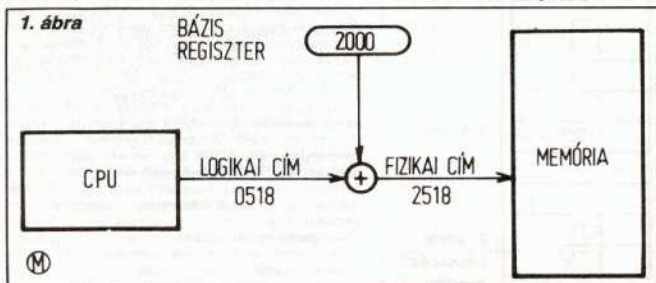 1. ábra
BÁZIS
REGISZTER
2000
CPU
LOGIKAI CÍM
0518
+
FIZIKAI CÍM
2518
MEMÓRIA
M